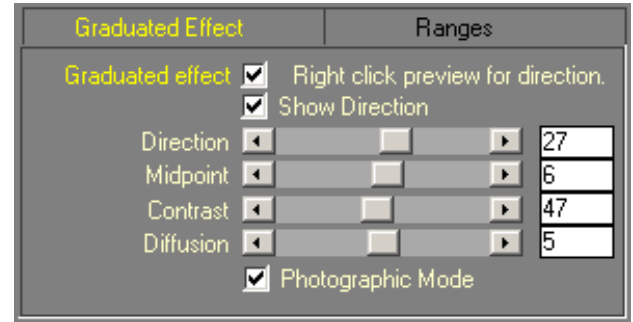 Graduated Effect Ranges
Graduated effect Right click preview for direction.
Show Direction
Direction 27
Midpoint 6
Contrast 47
Diffusion 5
Photographic Mode